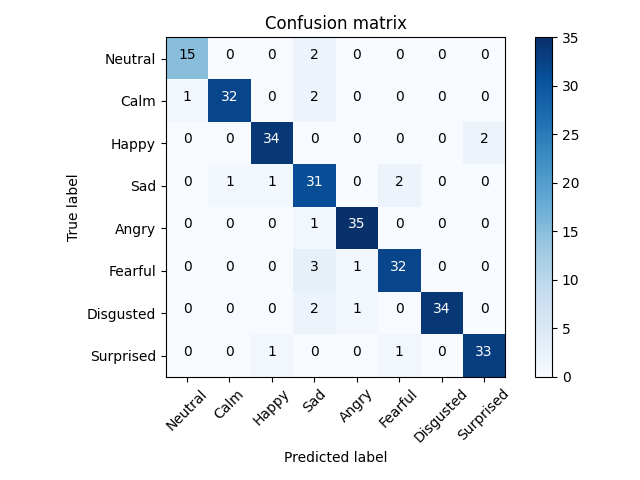 Confusion matrix
True label
Neutral 15 0 0 2 0 0 0 0
Calm 1 32 0 2 0 0 0 0
Happy 0 0 34 0 0 0 0 2
Sad 0 1 1 31 0 2 0 0
Angry 0 0 0 1 35 0 0 0
Fearful 0 0 0 3 1 32 0 0
Disgusted 0 0 0 2 1 0 34 0
Surprised 0 0 1 0 0 1 0 33
Neutral Calm Happy Sad Angry Fearful Disgusted Surprised
Predicted label
35
30
25
20
15
10
5
0